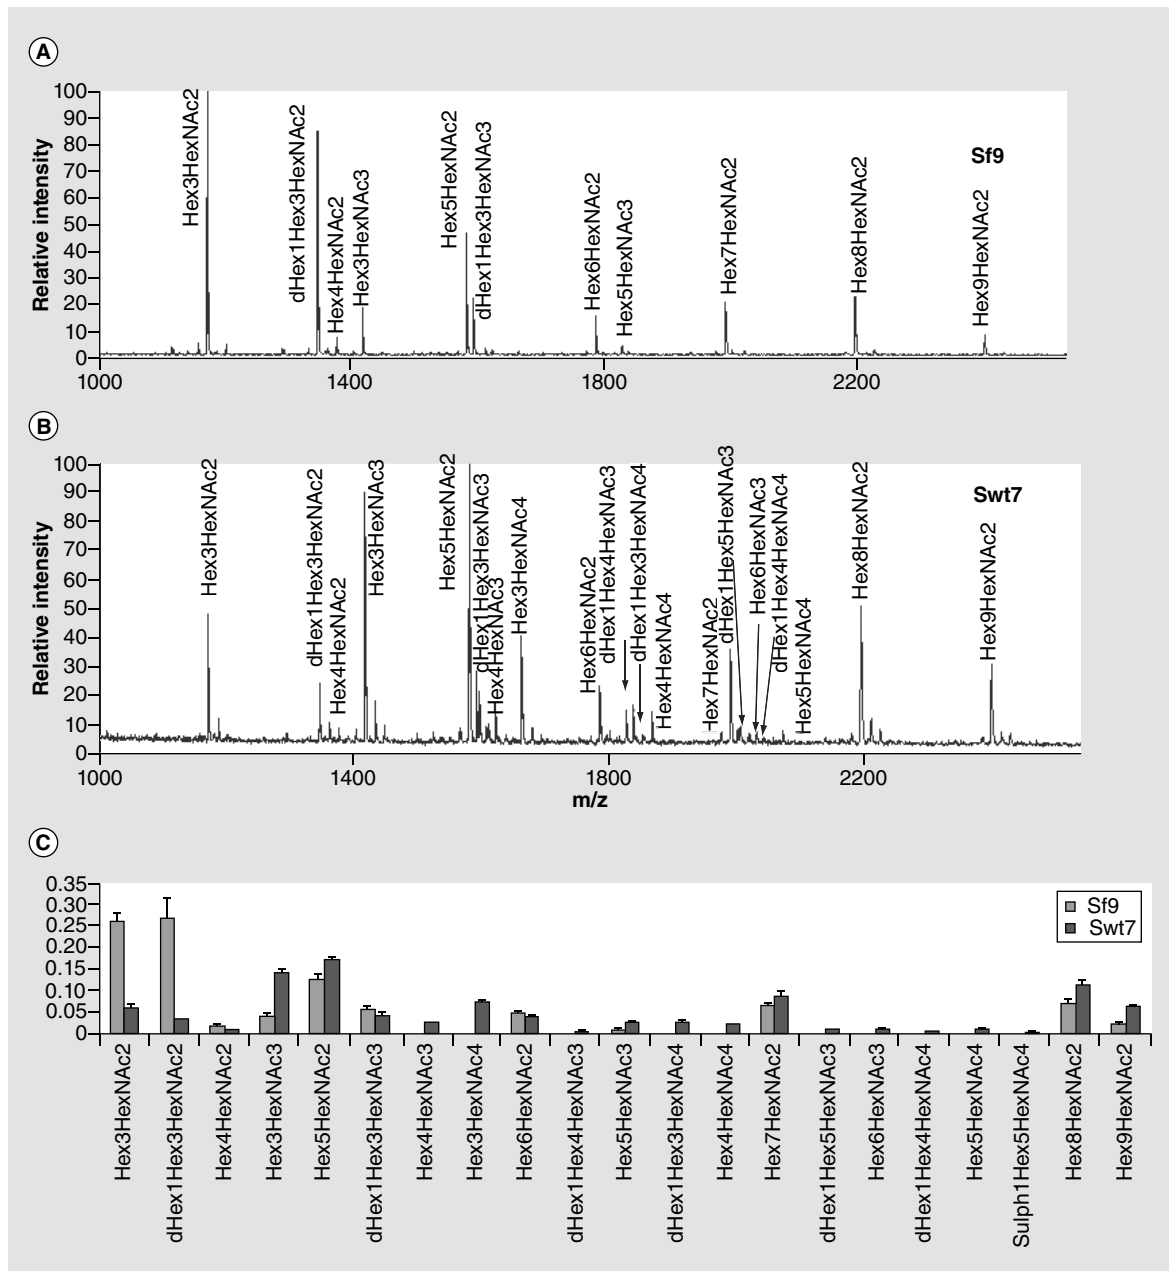 A
Relative intensity
100
90
80
70
60
50
40
30
20
10
0
1000
1400
1800
2200
Hex3HexNAc2
dHex1Hex3HexNAc2
Hex4HexNAc2
Hex3HexNAc3
Hex5HexNAc2
dHex1Hex3HexNAc3
Hex6HexNAc2
Hex5HexNAc3
Hex7HexNAc2
Hex8HexNAc2
Hex9HexNAc2
Sf9
B
Relative intensity
100
90
80
70
60
50
40
30
20
10
0
1000
1400
1800
2200
m/z
Hex3HexNAc2
dHex1Hex3HexNAc2
Hex4HexNAc2
Hex3HexNAc3
Hex5HexNAc2
dHex1Hex3HexNAc3
Hex4HexNAc3
Hex3HexNAc4
Hex6HexNAc2
dHex1Hex4HexNAc3
dHex1Hex3HexNAc4
Hex4HexNAc4
Hex7HexNAc2
dHex1Hex5HexNAc3
Hex6HexNAc3
dHex1Hex4HexNAc4
Hex5HexNAc4
Hex8HexNAc2
Hex9HexNAc2
Swt7
C
0.35
0.30
0.25
0.20
0.15
0.10
0.05
0
Sf9
Swt7
Hex3HexNAc2
dHex1Hex3HexNAc2
Hex4HexNAc2
Hex3HexNAc3
Hex5HexNAc2
dHex1Hex3HexNAc3
Hex4HexNAc3
Hex3HexNAc4
Hex6HexNAc2
dHex1Hex4HexNAc3
Hex5HexNAc3
dHex1Hex3HexNAc4
Hex4HexNAc4
Hex7HexNAc2
dHex1Hex5HexNAc3
Hex6HexNAc3
dHex1Hex4HexNAc4
Hex5HexNAc4
Sulph1Hex5HexNAc4
Hex8HexNAc2
Hex9HexNAc2